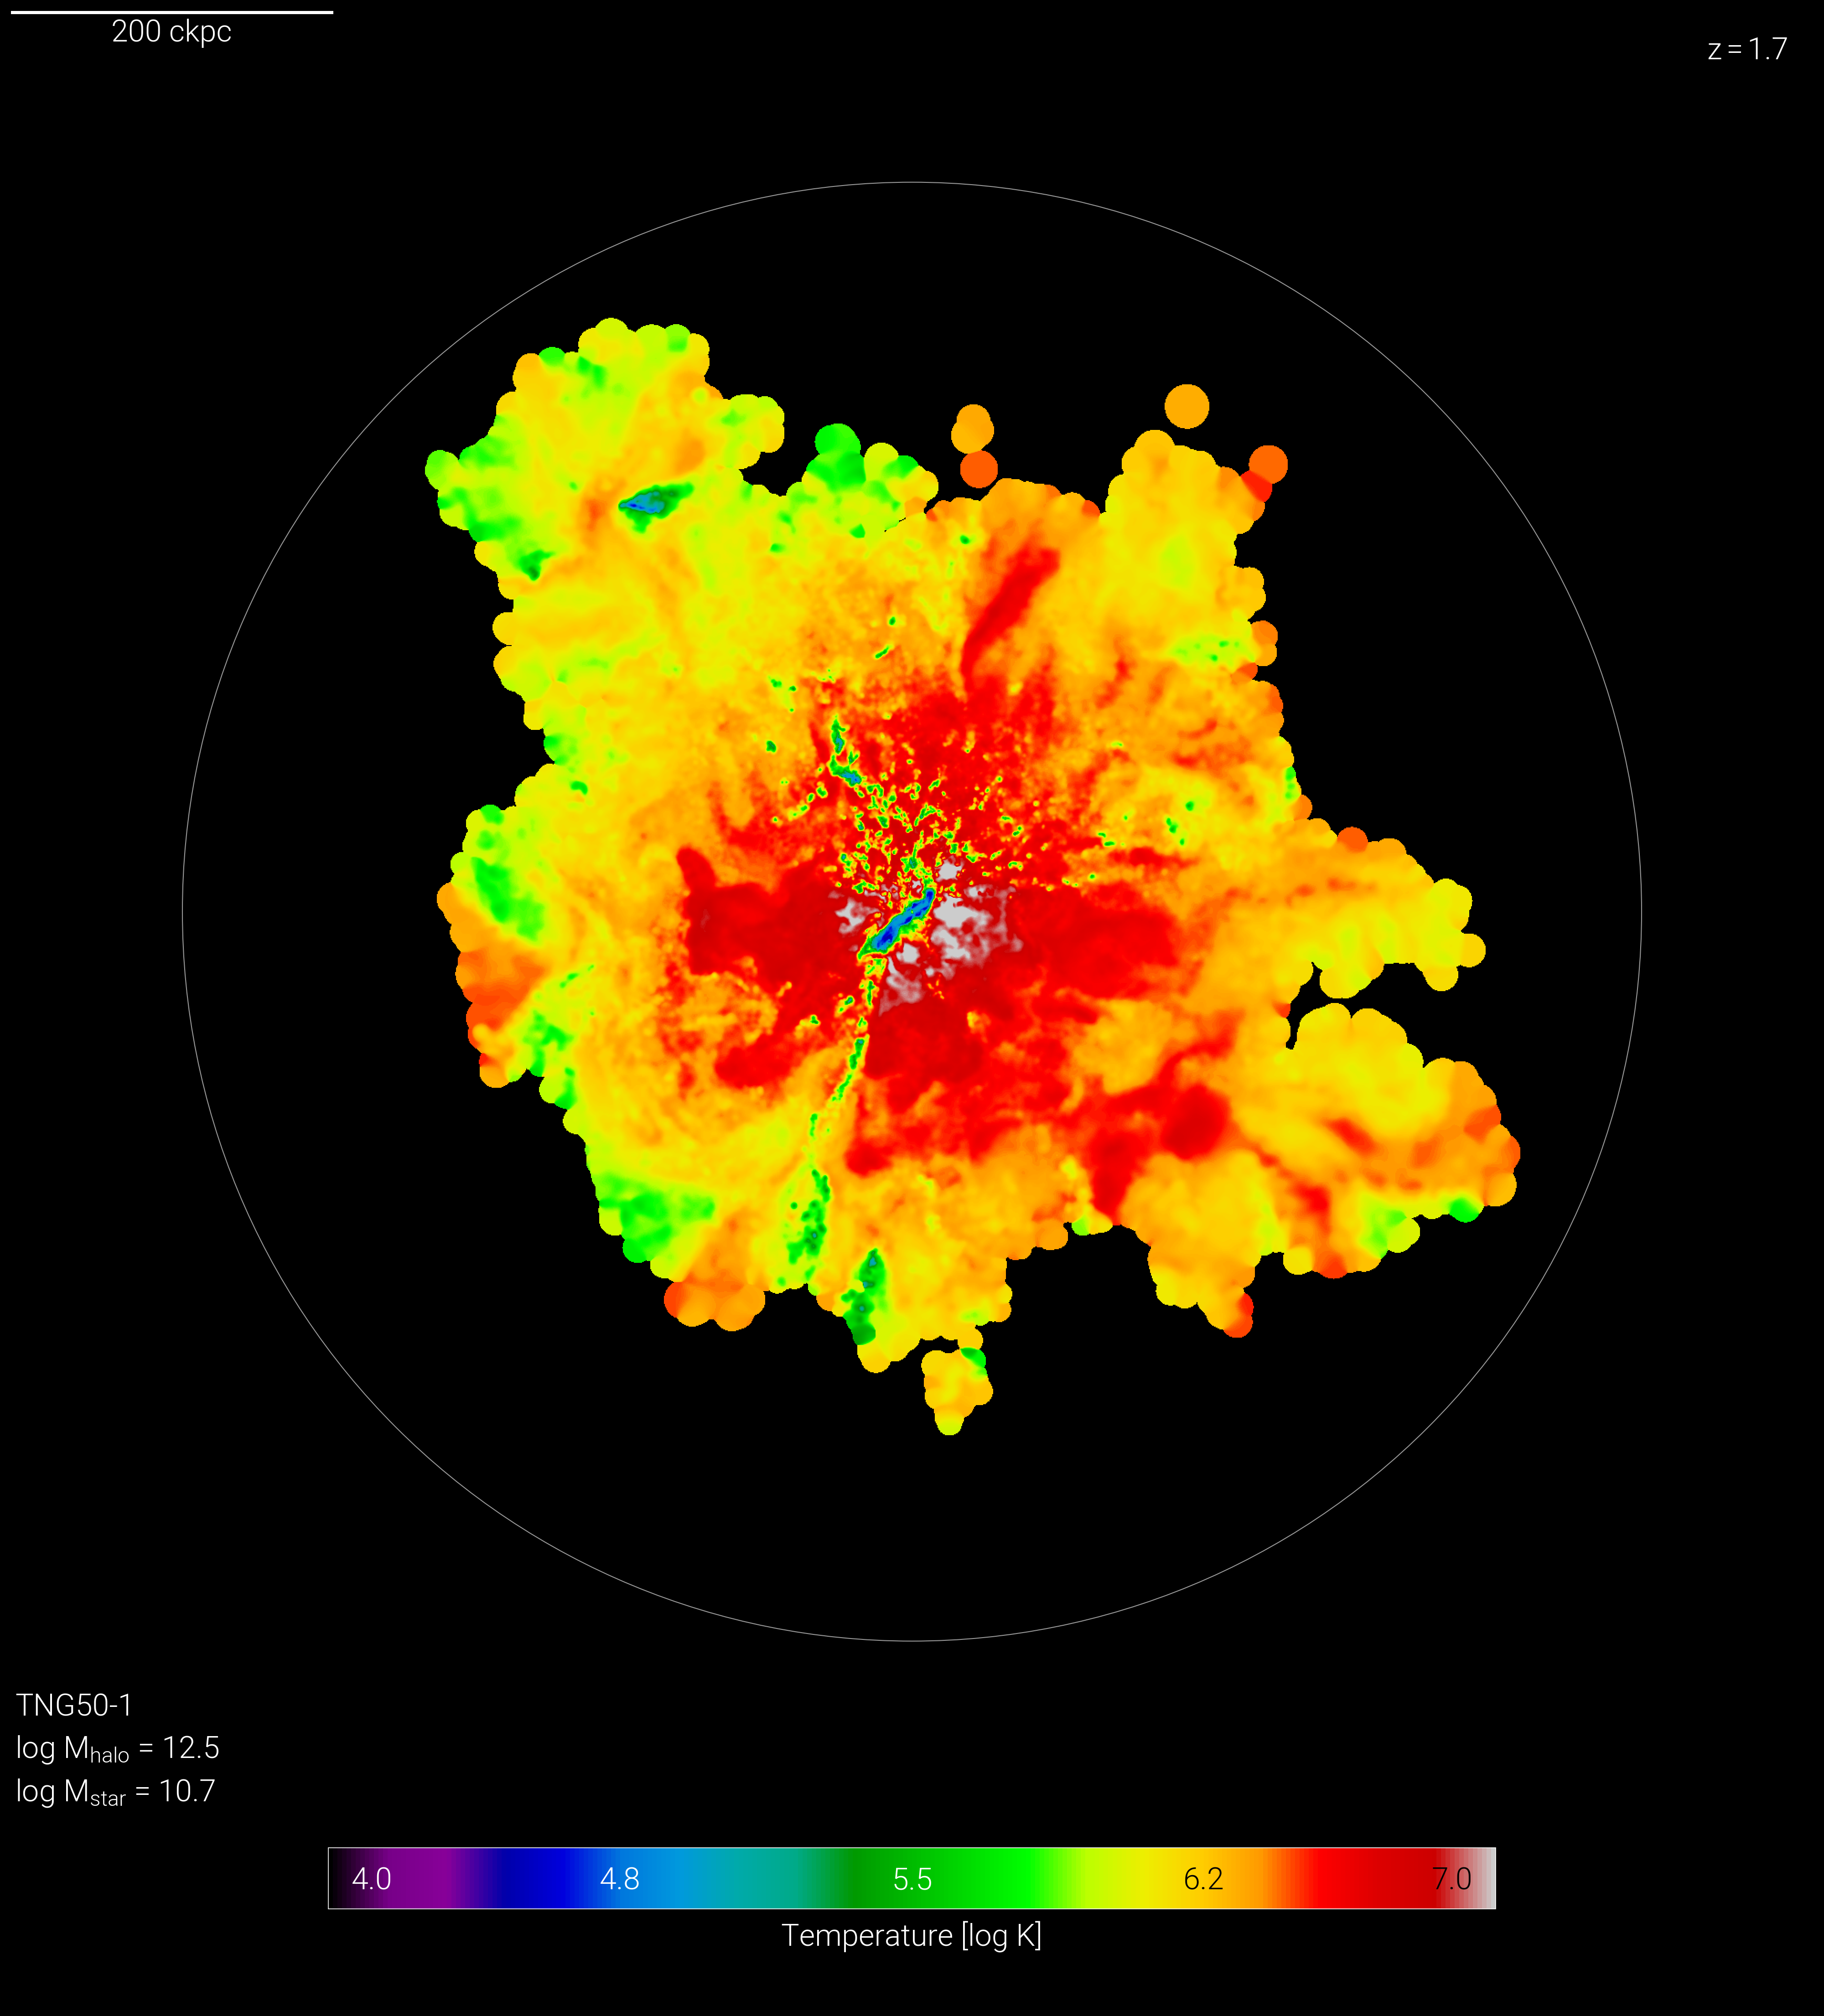 200 ckpc
z = 1.7
TNG50-1
log Mhalo = 12.5
log Mstar = 10.7
4.0 4.8 5.5 6.2 7.0
Temperature [log K]